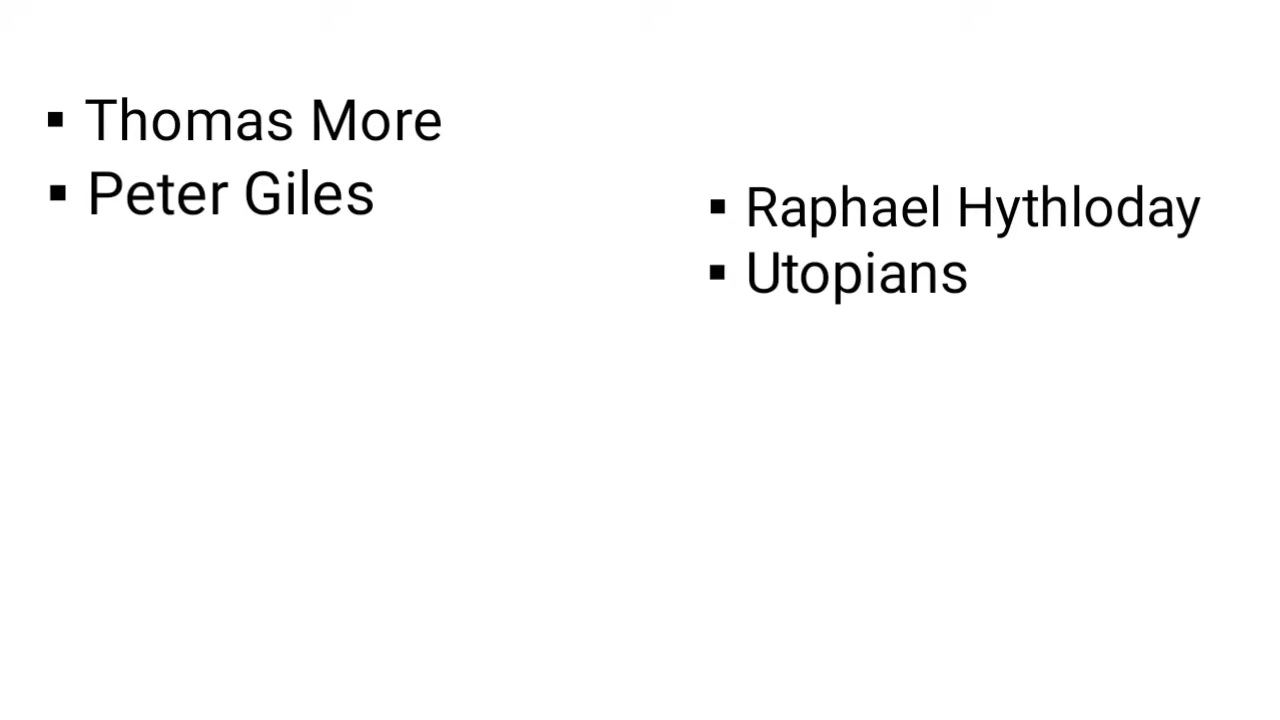 ▪ Thomas More
▪ Peter Giles
▪ Raphael Hythloday
▪ Utopians